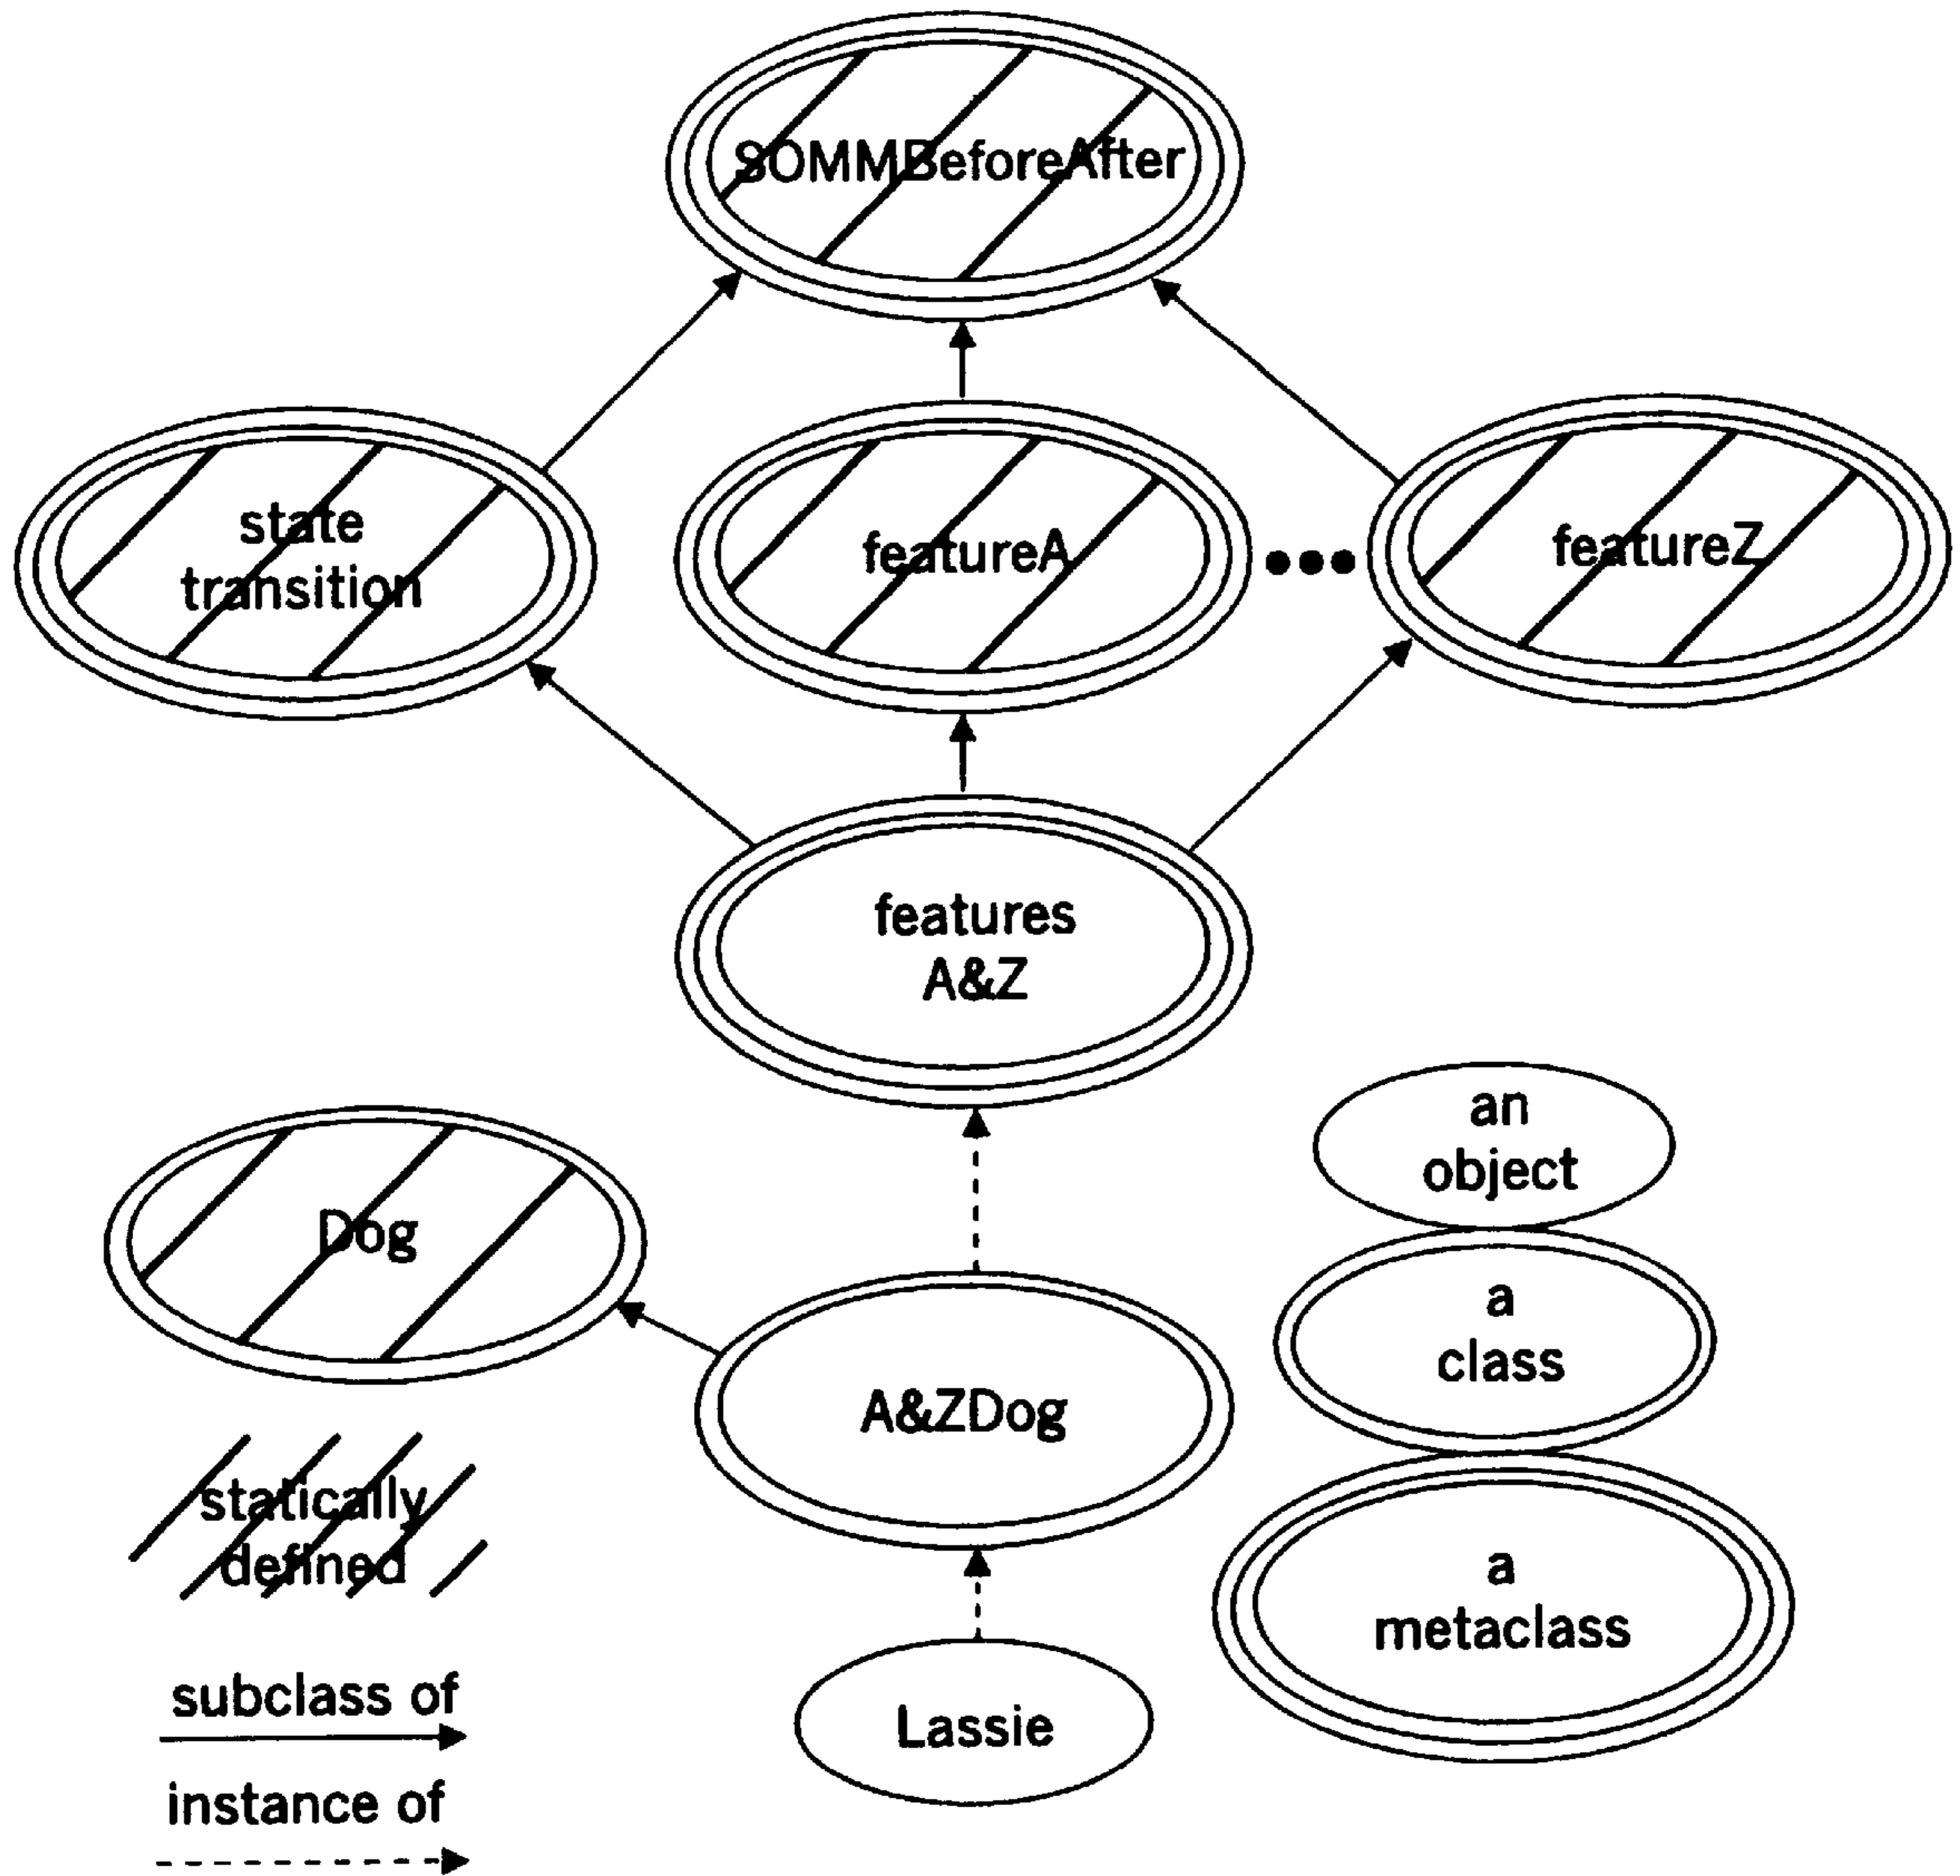 SOMMBeforeAfter
state
transition
featureA
featureZ
features
A&Z
an
object
Dog
a
class
A&ZDog
statically
defined
a
metaclass
subclass of
Lassie
instance of